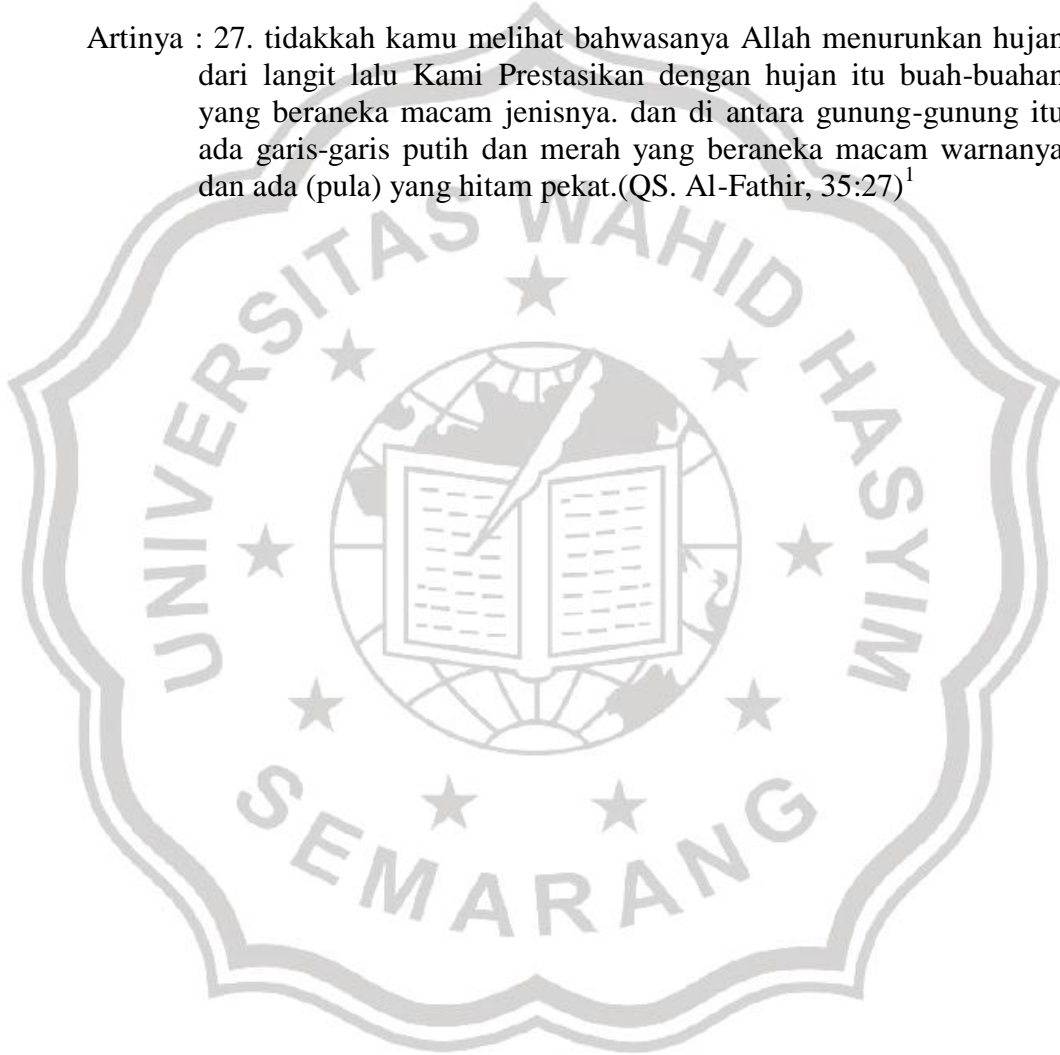 Artinya : 27. tidakkah kamu melihat bahwasanya Allah menurunkan hujan
dari langit lalu Kami Prestasikan dengan hujan itu buah-buahan
yang beraneka macam jenisnya. dan di antara gunung-gunung itu
ada garis-garis putih dan merah yang beraneka macam warnanya
dan ada (pula) yang hitam pekat.(QS. Al-Fathir, 35:27)¹
UNIVERSITAS WAHID HASYIM
SEMARANG